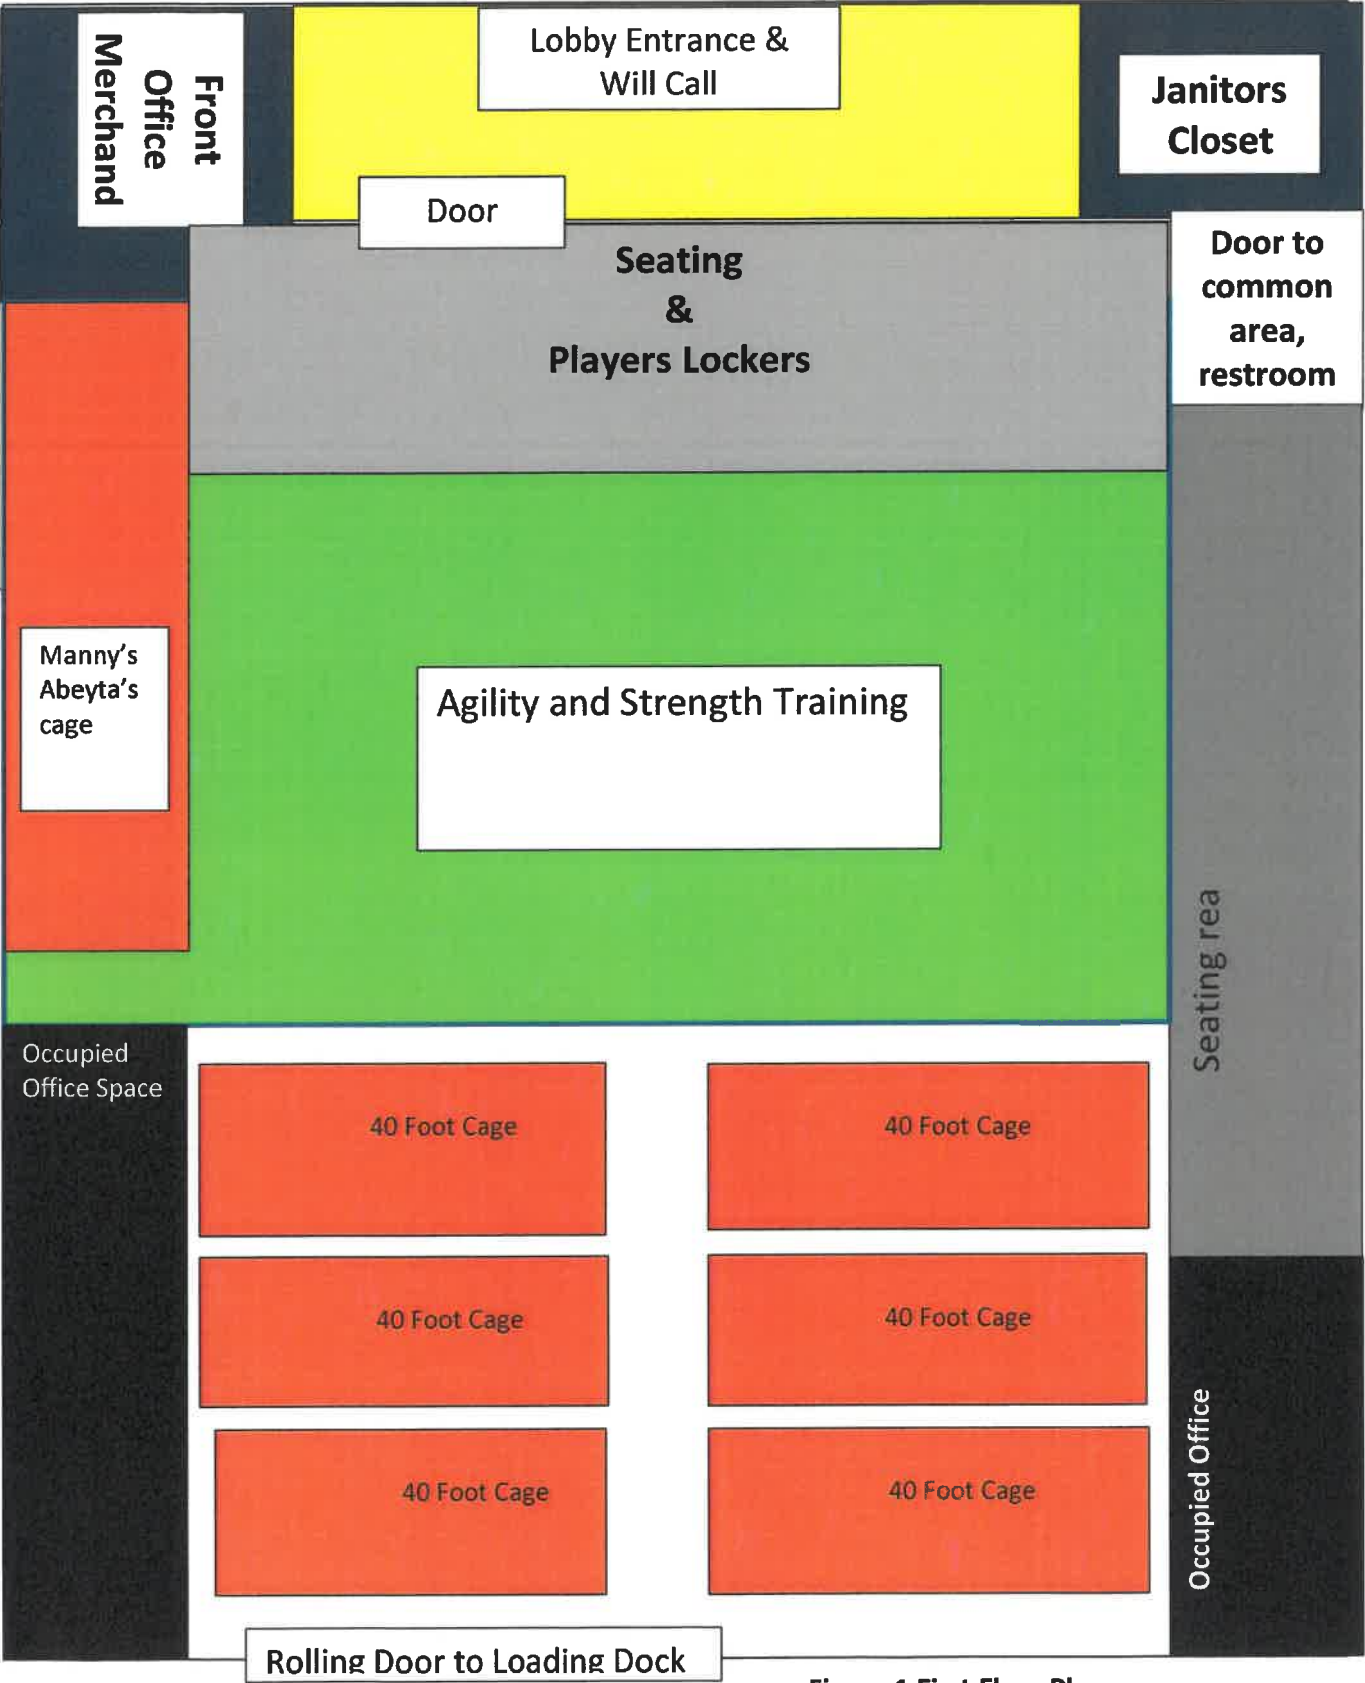 Front
Office
Merchand
Lobby Entrance &
Will Call
Janitors
Closet
Door
Seating
&
Players Lockers
Door to
common
area,
restroom
Manny's
Abeyta's
cage
Agility and Strength Training
Seating rea
Occupied
Office Space
40 Foot Cage
40 Foot Cage
40 Foot Cage
40 Foot Cage
40 Foot Cage
40 Foot Cage
Occupied Office
Rolling Door to Loading Dock
First Floor